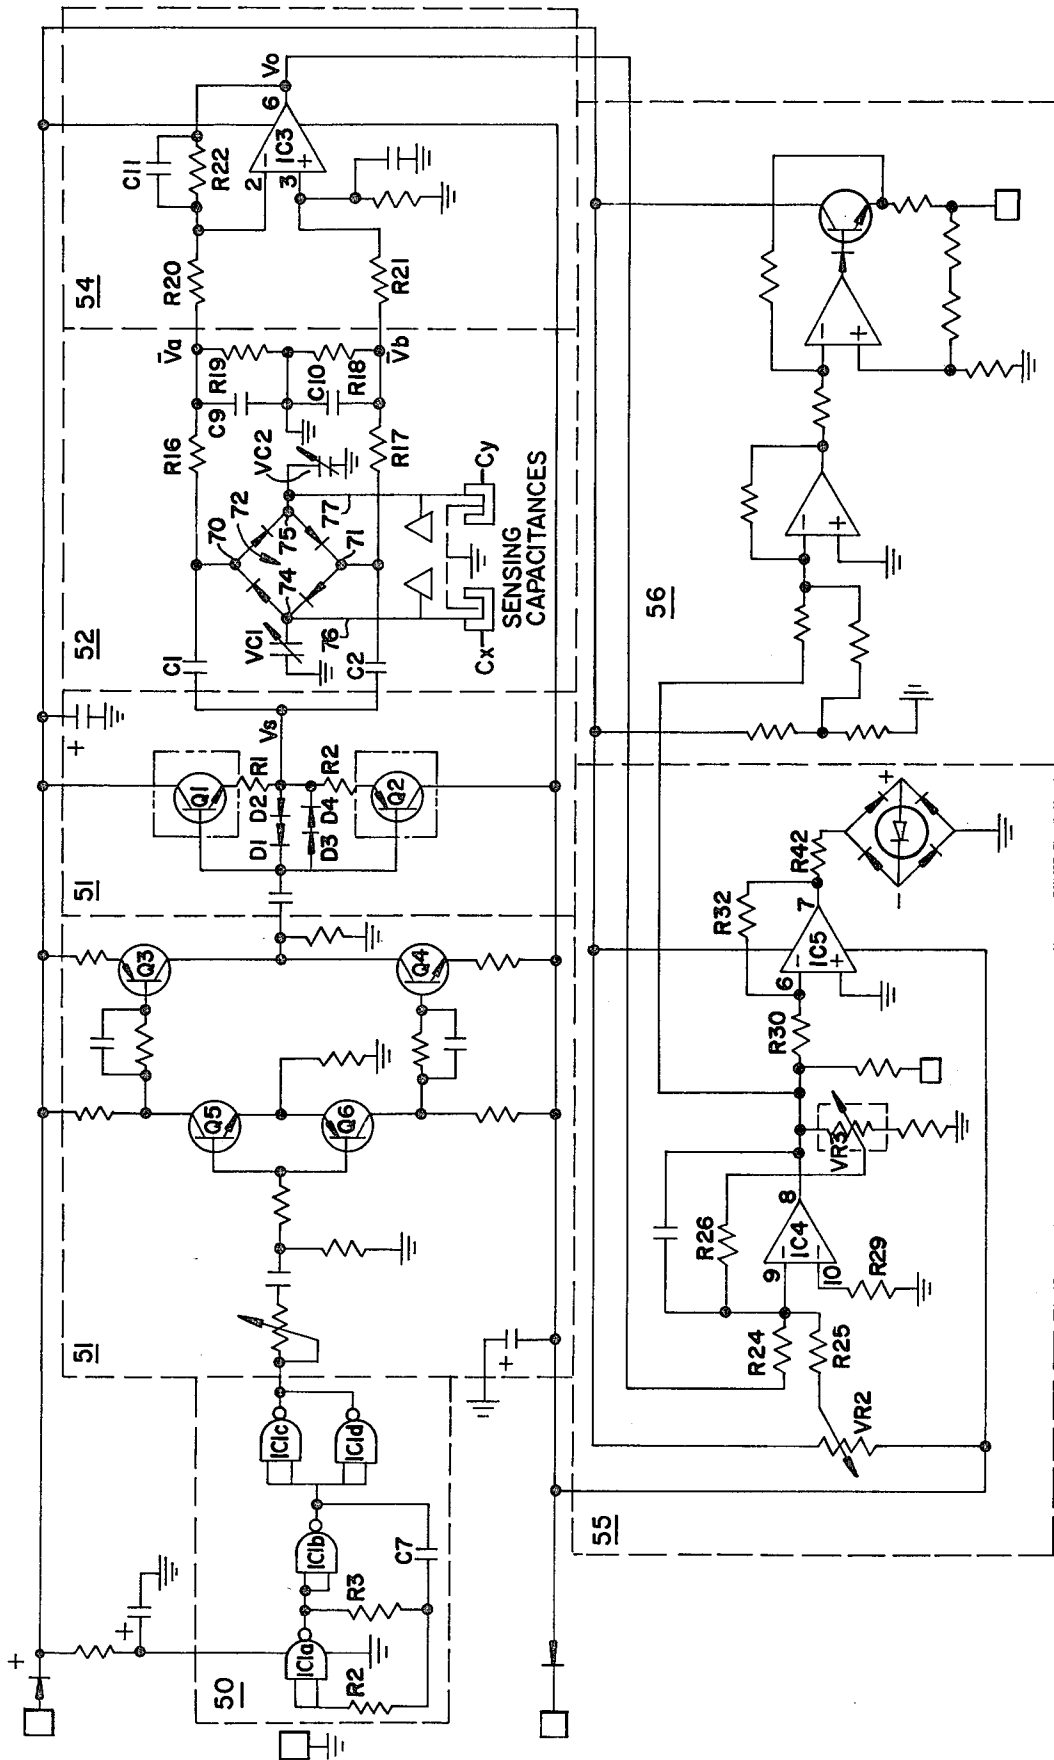 50
IC1a
IC1b
IC1c
IC1d
R2
R3
C7
+
+
+
51
Q5
Q6
Q3
Q4
51
Q1
R1
D1 D2
D3 D4
R2
Q2
Vs
+
52
C1
C2
VC1
VC2
70
72
74
75
71
76
77
R16
R17
C9
R19
C10
R18
V̄a
V̄b
Cx
Cy
SENSING
CAPACITANCES
54
R20
R21
C11
R22
2
3
−
+
IC3
6
Vo
55
VR2
R24
R25
R26
9
10
−
−
IC4
8
R29
VR3
R30
R32
6
−
+
IC5
7
R42
+
-
56
−
+
−
+